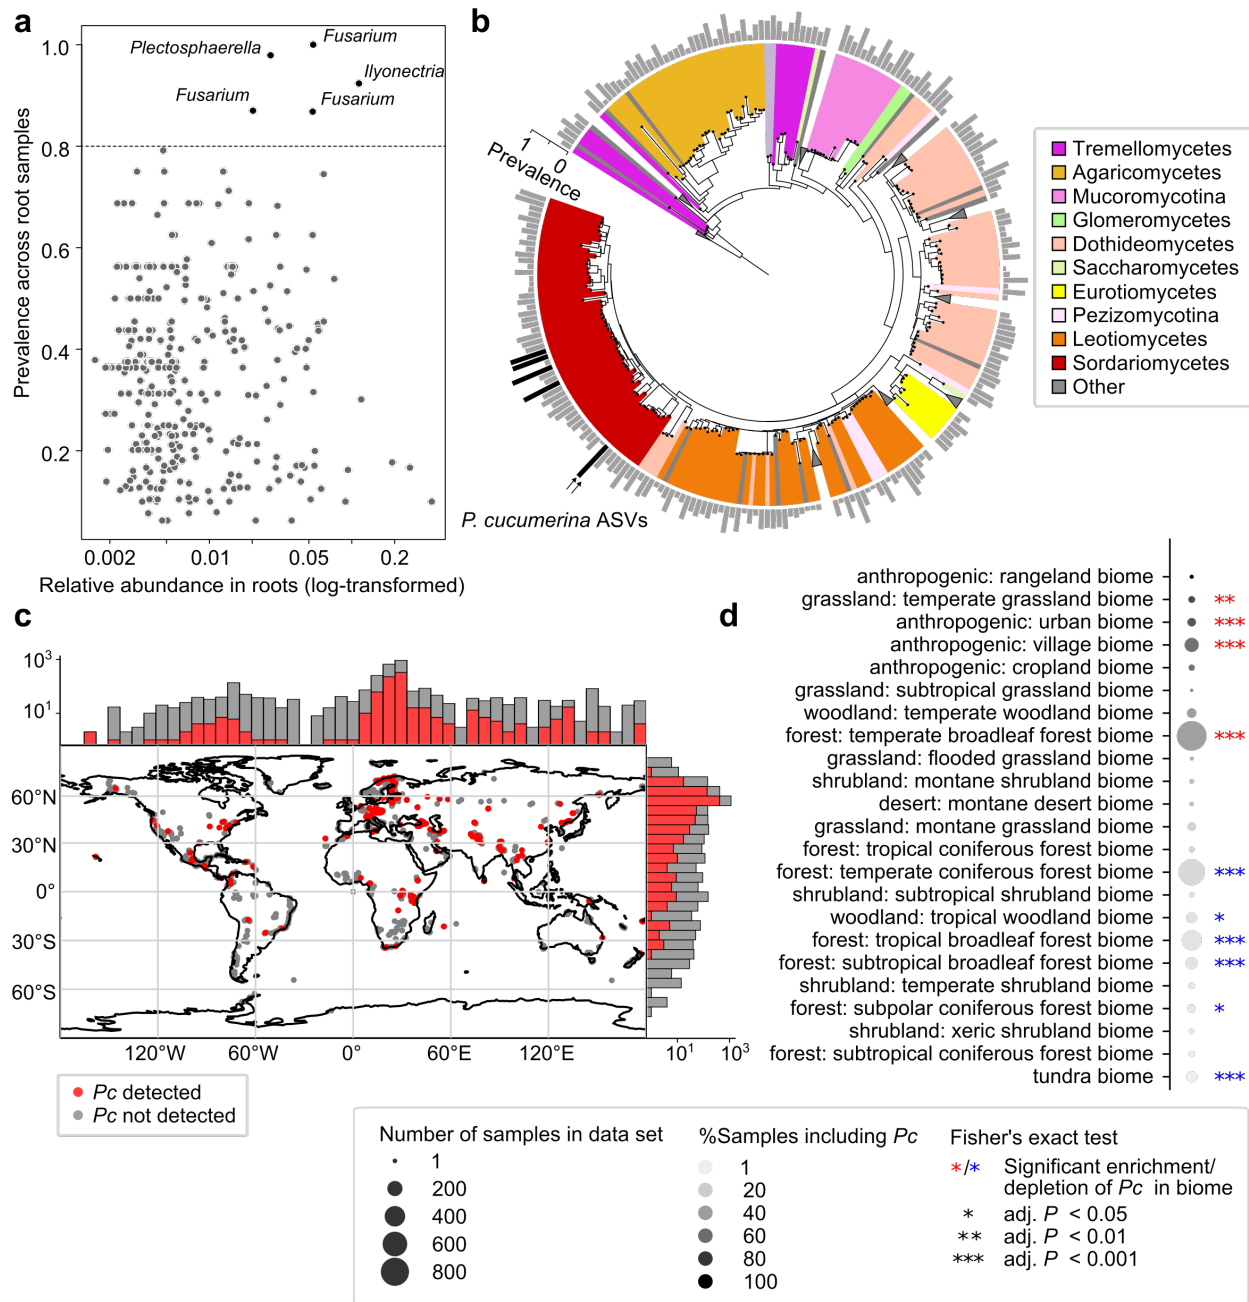 a
Prevalence across root samples
1.0
0.8
0.6
0.4
0.2
Plectosphaerella
Fusarium
Ilyonectria
Fusarium
Fusarium
0.002
0.01
0.05
0.2
Relative abundance in roots (log-transformed)
b
1
0
Prevalence
P. cucumerina ASVs
Tremellomycetes
Agaricomycetes
Mucoromycotina
Glomeromycetes
Dothideomycetes
Saccharomycetes
Eurotiomycetes
Pezizomycotina
Leotiomycetes
Sordariomycetes
Other
c
10³
10¹
60°N
30°N
0°
30°S
60°S
120°W
60°W
0°
60°E
120°E
10¹
10³
Pc detected
Pc not detected
d
anthropogenic: rangeland biome
grassland: temperate grassland biome **
anthropogenic: urban biome ***
anthropogenic: village biome ***
anthropogenic: cropland biome
grassland: subtropical grassland biome
woodland: temperate woodland biome
forest: temperate broadleaf forest biome ***
grassland: flooded grassland biome
shrubland: montane shrubland biome
desert: montane desert biome
grassland: montane grassland biome
forest: tropical coniferous forest biome
forest: temperate coniferous forest biome ***
shrubland: subtropical shrubland biome
woodland: tropical woodland biome *
forest: tropical broadleaf forest biome ***
forest: subtropical broadleaf forest biome ***
shrubland: temperate shrubland biome
forest: subpolar coniferous forest biome *
shrubland: xeric shrubland biome
forest: subtropical coniferous forest biome
tundra biome ***
Number of samples in data set
1
200
400
600
800
%Samples including Pc
1
20
40
60
80
100
Fisher's exact test
*/* Significant enrichment/
depletion of Pc in biome
* adj. P < 0.05
** adj. P < 0.01
*** adj. P < 0.001